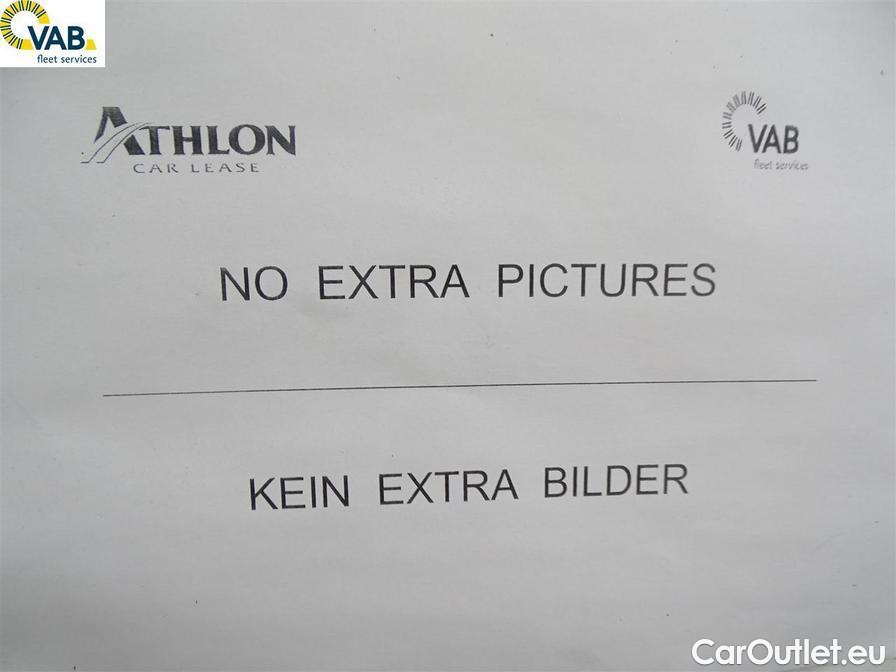 VAB
fleet services
ATHLON
CAR LEASE
VAB
fleet services
NO EXTRA PICTURES
KEIN EXTRA BILDER
CarOutlet.eu